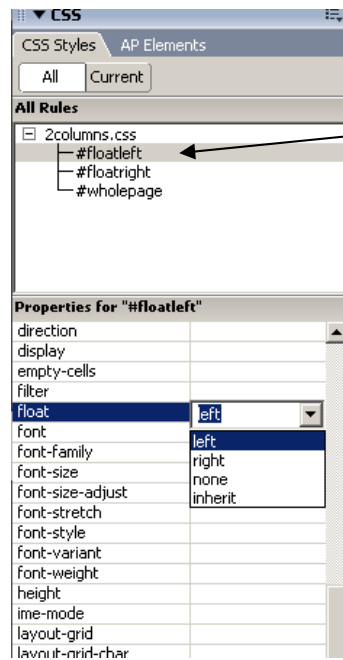 CSS
CSS Styles AP Elements
All Current
All Rules
2columns.css
#floatleft
#floatright
#wholepage
Properties for "#floatleft"
direction
display
empty-cells
filter
float left
font
left
font-family
right
font-size
none
font-size-adjust
inherit
font-stretch
font-style
font-variant
font-weight
height
ime-mode
layout-grid
layout-grid-char